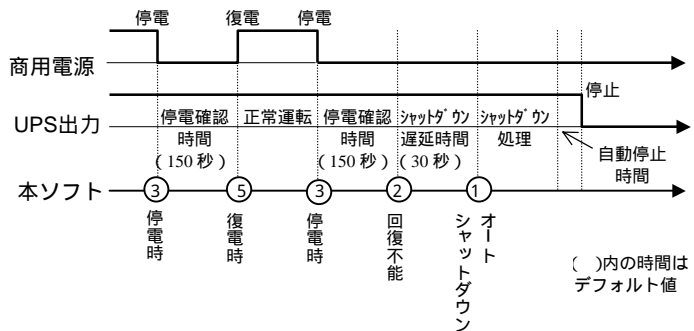 停電 復電 停電
商用電源
停止
UPS出力
停電確認時間(150秒)
正常運転
停電確認時間(150秒)
ｼｬｯﾄﾀﾞｳﾝ遅延時間(30秒)
ｼｬｯﾄﾀﾞｳﾝ処理
自動停止時間
本ソフト
③ ⑤ ③ ② ①
停電時
復電時
停電時
回復不能
オートシャットダウン
( )内の時間は
デフォルト値